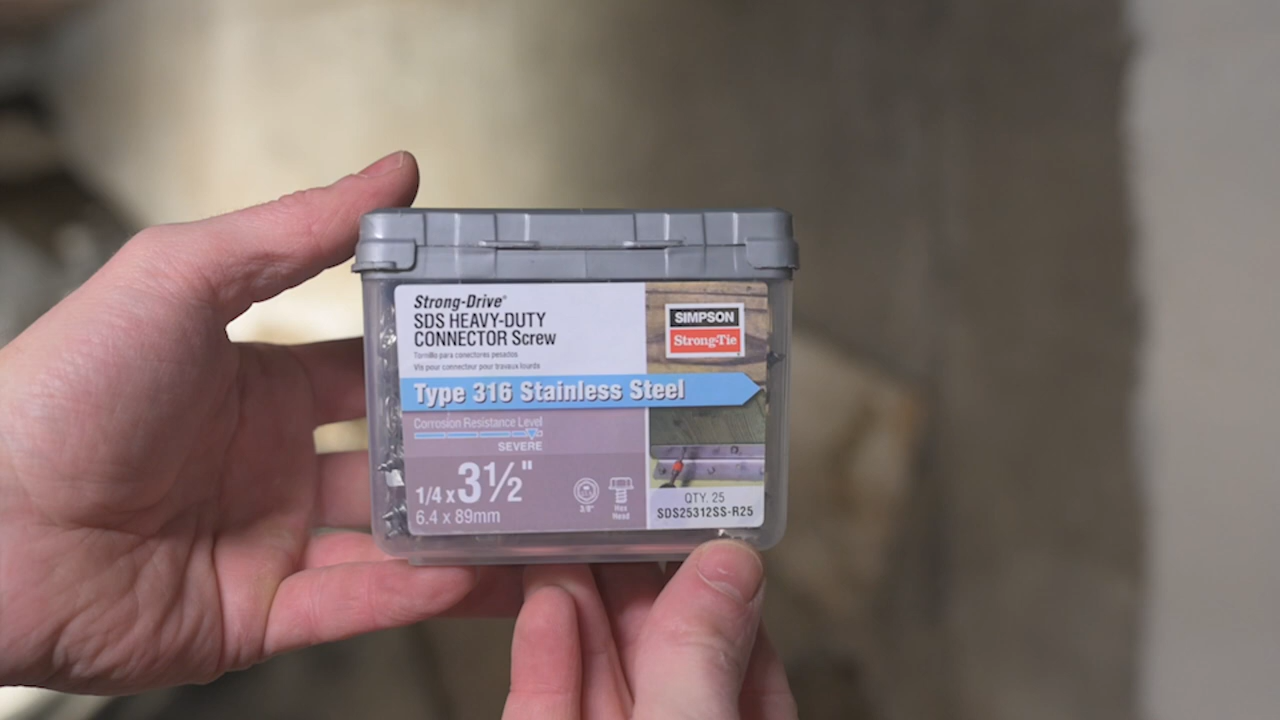 Strong-Drive®
SDS HEAVY-DUTY
CONNECTOR Screw
Tornillo para conectores pesados
Vis pour connecteur pour travaux lourds
SIMPSON
Strong-Tie
Type 316 Stainless Steel
Corrosion Resistance Level
SEVERE
1/4 x 3½"
6.4 x 89mm
3/8"
Hex
Head
QTY. 25
SDS25312SS-R25